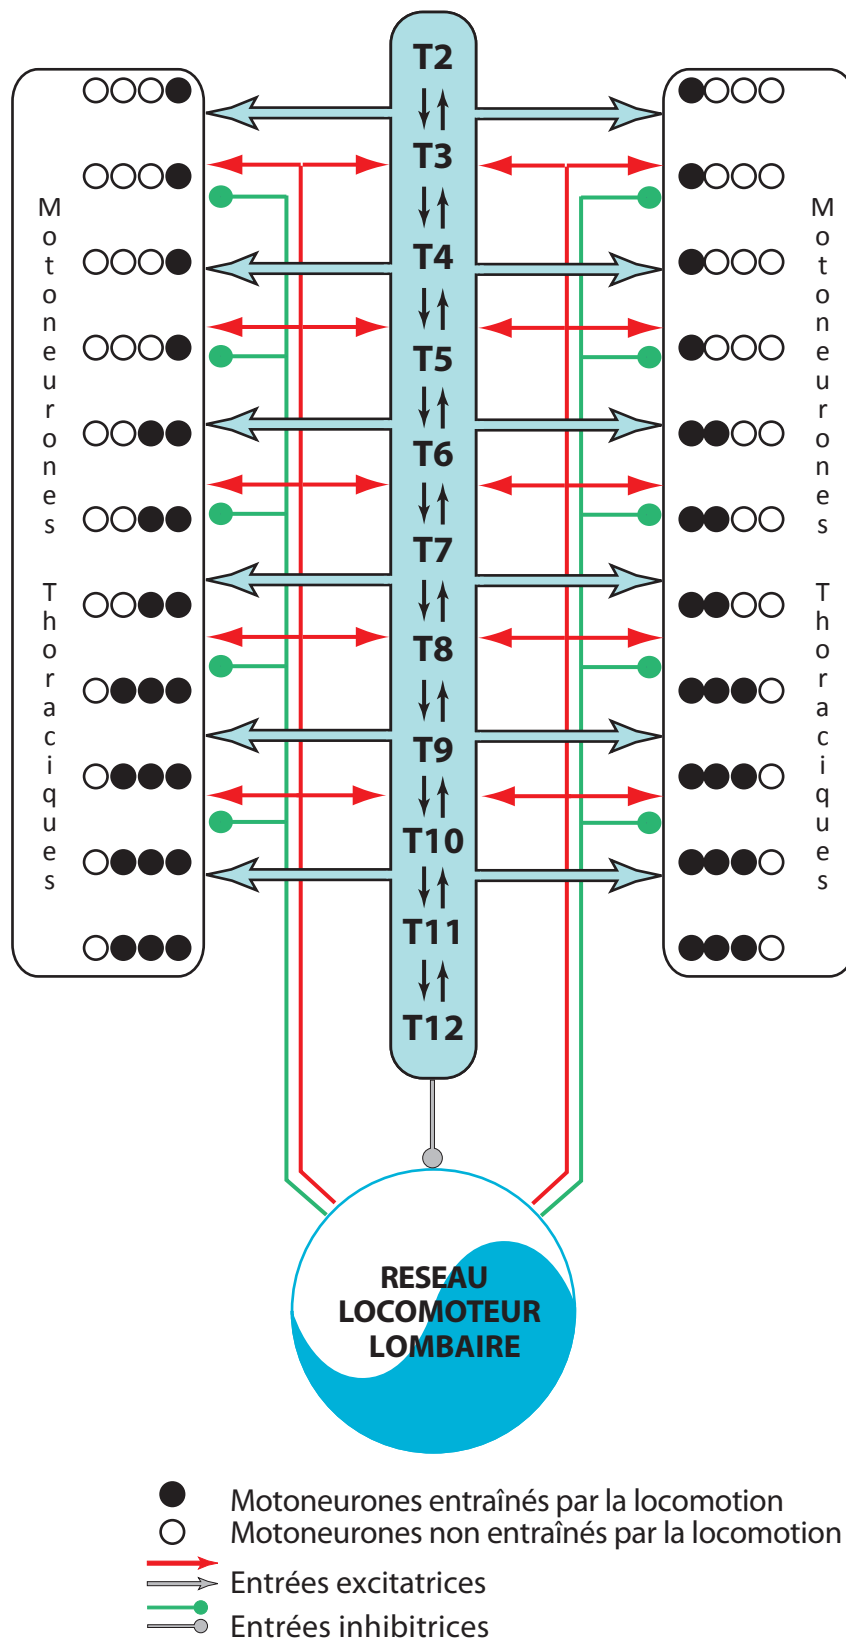 T2
T3
T4
T5
T6
T7
T8
T9
T10
T11
T12
Motoneurones Thoraciques
Motoneurones Thoraciques
RESEAU
LOCOMOTEUR
LOMBAIRE
Motoneurones entraînés par la locomotion
Motoneurones non entraînés par la locomotion
Entrées excitatrices
Entrées inhibitrices